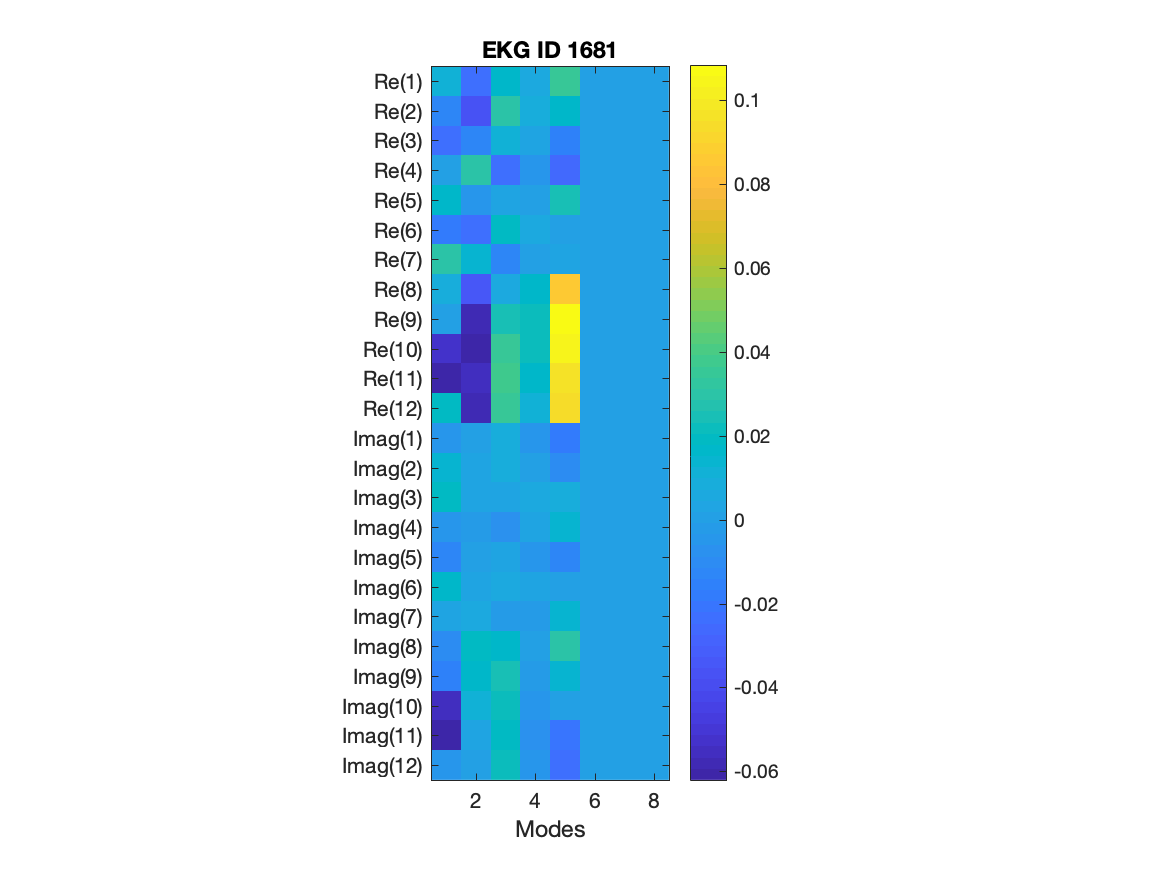 EKG ID 1681
Re(1)
Re(2)
Re(3)
Re(4)
Re(5)
Re(6)
Re(7)
Re(8)
Re(9)
Re(10)
Re(11)
Re(12)
Imag(1)
Imag(2)
Imag(3)
Imag(4)
Imag(5)
Imag(6)
Imag(7)
Imag(8)
Imag(9)
Imag(10)
Imag(11)
Imag(12)
2 4 6 8
Modes
0.1
0.08
0.06
0.04
0.02
0
-0.02
-0.04
-0.06